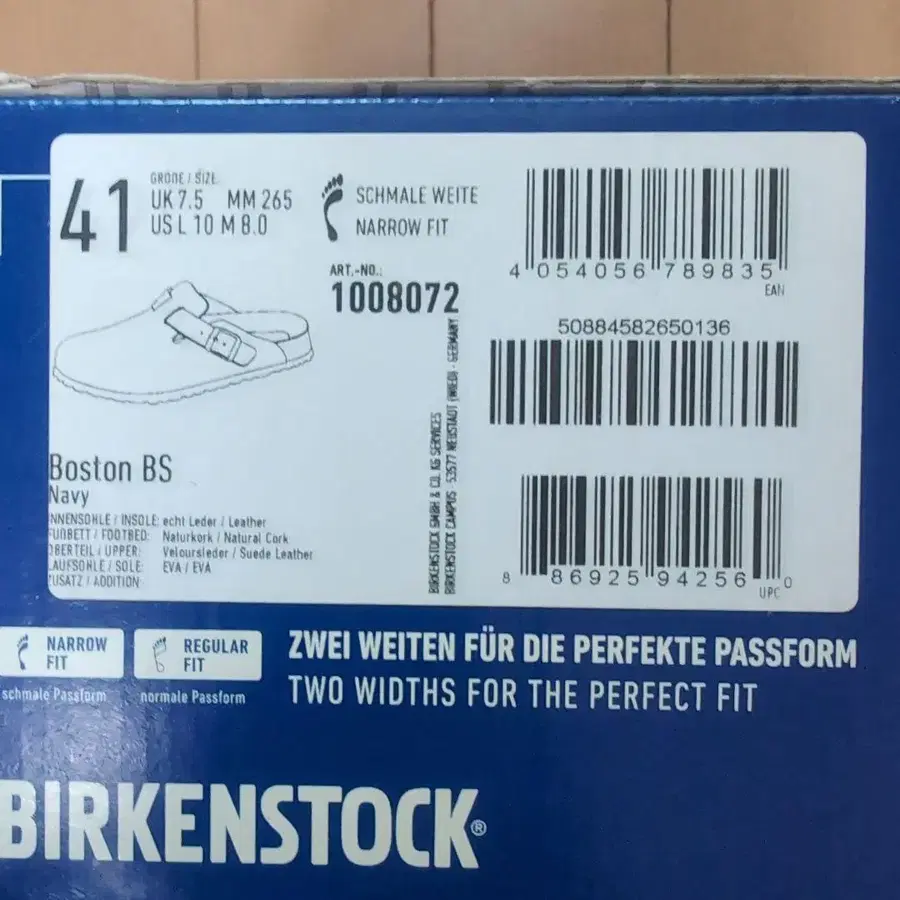 41
GRÖßE / SIZE
UK 7.5 MM 265
US L 10 M 8.0
SCHMALE WEITE
NARROW FIT
ART.-NO.:
1008072
4 054056 789835
EAN
50884582650136
8 86925 94256 0
UPC
BIRKENSTOCK GMBH & CO. KG SERVICES
BIRKENSTOCK CAMPUS · 53577 NEUSTADT (WIED) · GERMANY
Boston BS
Navy
NNENSOHLE / INSOLE: echt Leder / Leather
FUßBETT / FOOTBED: Naturkork / Natural Cork
OBERTEIL / UPPER: Veloursleder / Suede Leather
LAUFSOHLE / SOLE: EVA / EVA
ZUSATZ / ADDITION:
NARROW FIT
schmale Passform
REGULAR FIT
normale Passform
ZWEI WEITEN FÜR DIE PERFEKTE PASSFORM
TWO WIDTHS FOR THE PERFECT FIT
BIRKENSTOCK®